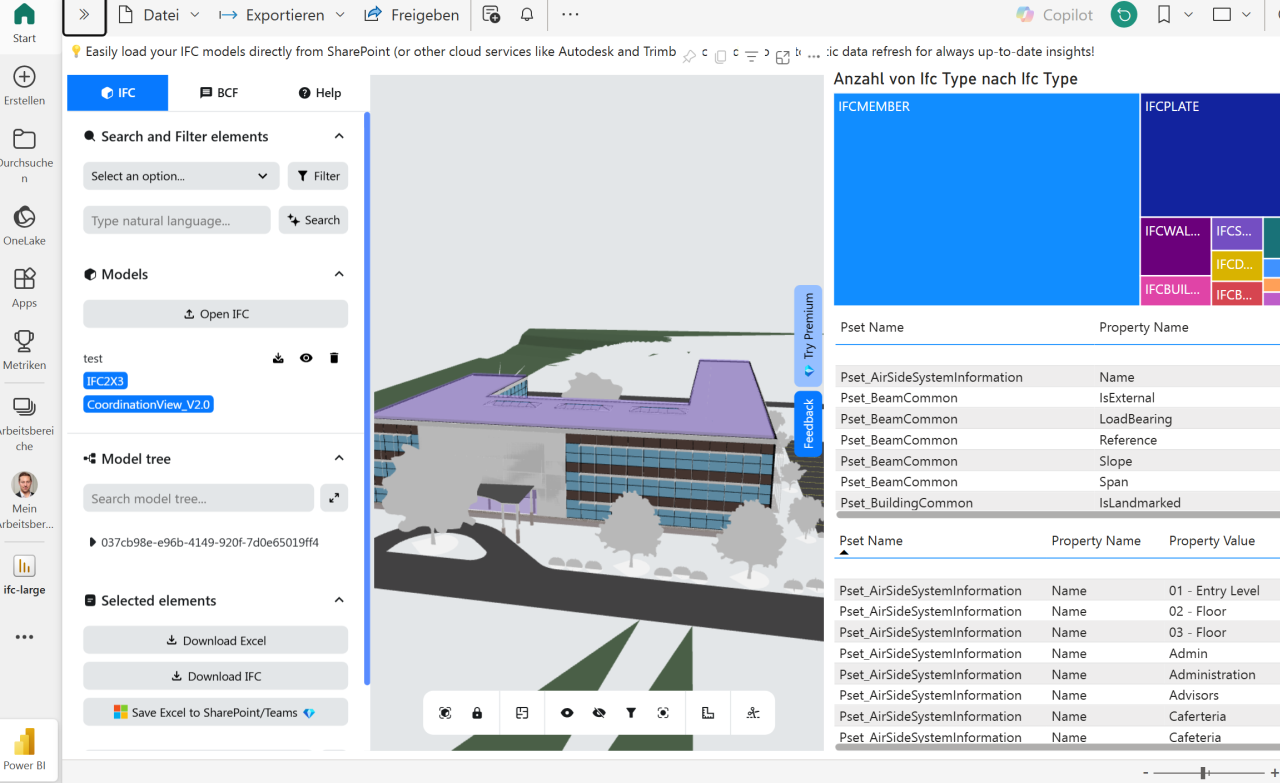 Start
Erstellen
Durchsuche
n
OneLake
Apps
Metriken
Arbeitsberei
che
Mein
Arbeitsber...
ifc-large
Power BI
Datei
Exportieren
Freigeben
Copilot
Easily load your IFC models directly from SharePoint (or other cloud services like Autodesk and Trimb
tic data refresh for always up-to-date insights!
IFC
BCF
Help
Search and Filter elements
Select an option...
Filter
Type natural language...
Search
Models
Open IFC
test
IFC2X3
CoordinationView_V2.0
Model tree
Search model tree...
037cb98e-e96b-4149-920f-7d0e65019ff4
Selected elements
Download Excel
Download IFC
Save Excel to SharePoint/Teams
Try Premium
Feedback
Anzahl von Ifc Type nach Ifc Type
IFCMEMBER
IFCPLATE
IFCWAL...
IFCS...
IFCD...
IFCBUIL...
IFCB...
Pset Name Property Name
Pset_AirSideSystemInformation Name
Pset_BeamCommon IsExternal
Pset_BeamCommon LoadBearing
Pset_BeamCommon Reference
Pset_BeamCommon Slope
Pset_BeamCommon Span
Pset_BuildingCommon IsLandmarked
Pset Name Property Name Property Value
Pset_AirSideSystemInformation Name 01 - Entry Level
Pset_AirSideSystemInformation Name 02 - Floor
Pset_AirSideSystemInformation Name 03 - Floor
Pset_AirSideSystemInformation Name Admin
Pset_AirSideSystemInformation Name Administration
Pset_AirSideSystemInformation Name Advisors
Pset_AirSideSystemInformation Name Caferteria
Pset_AirSideSystemInformation Name Cafeteria